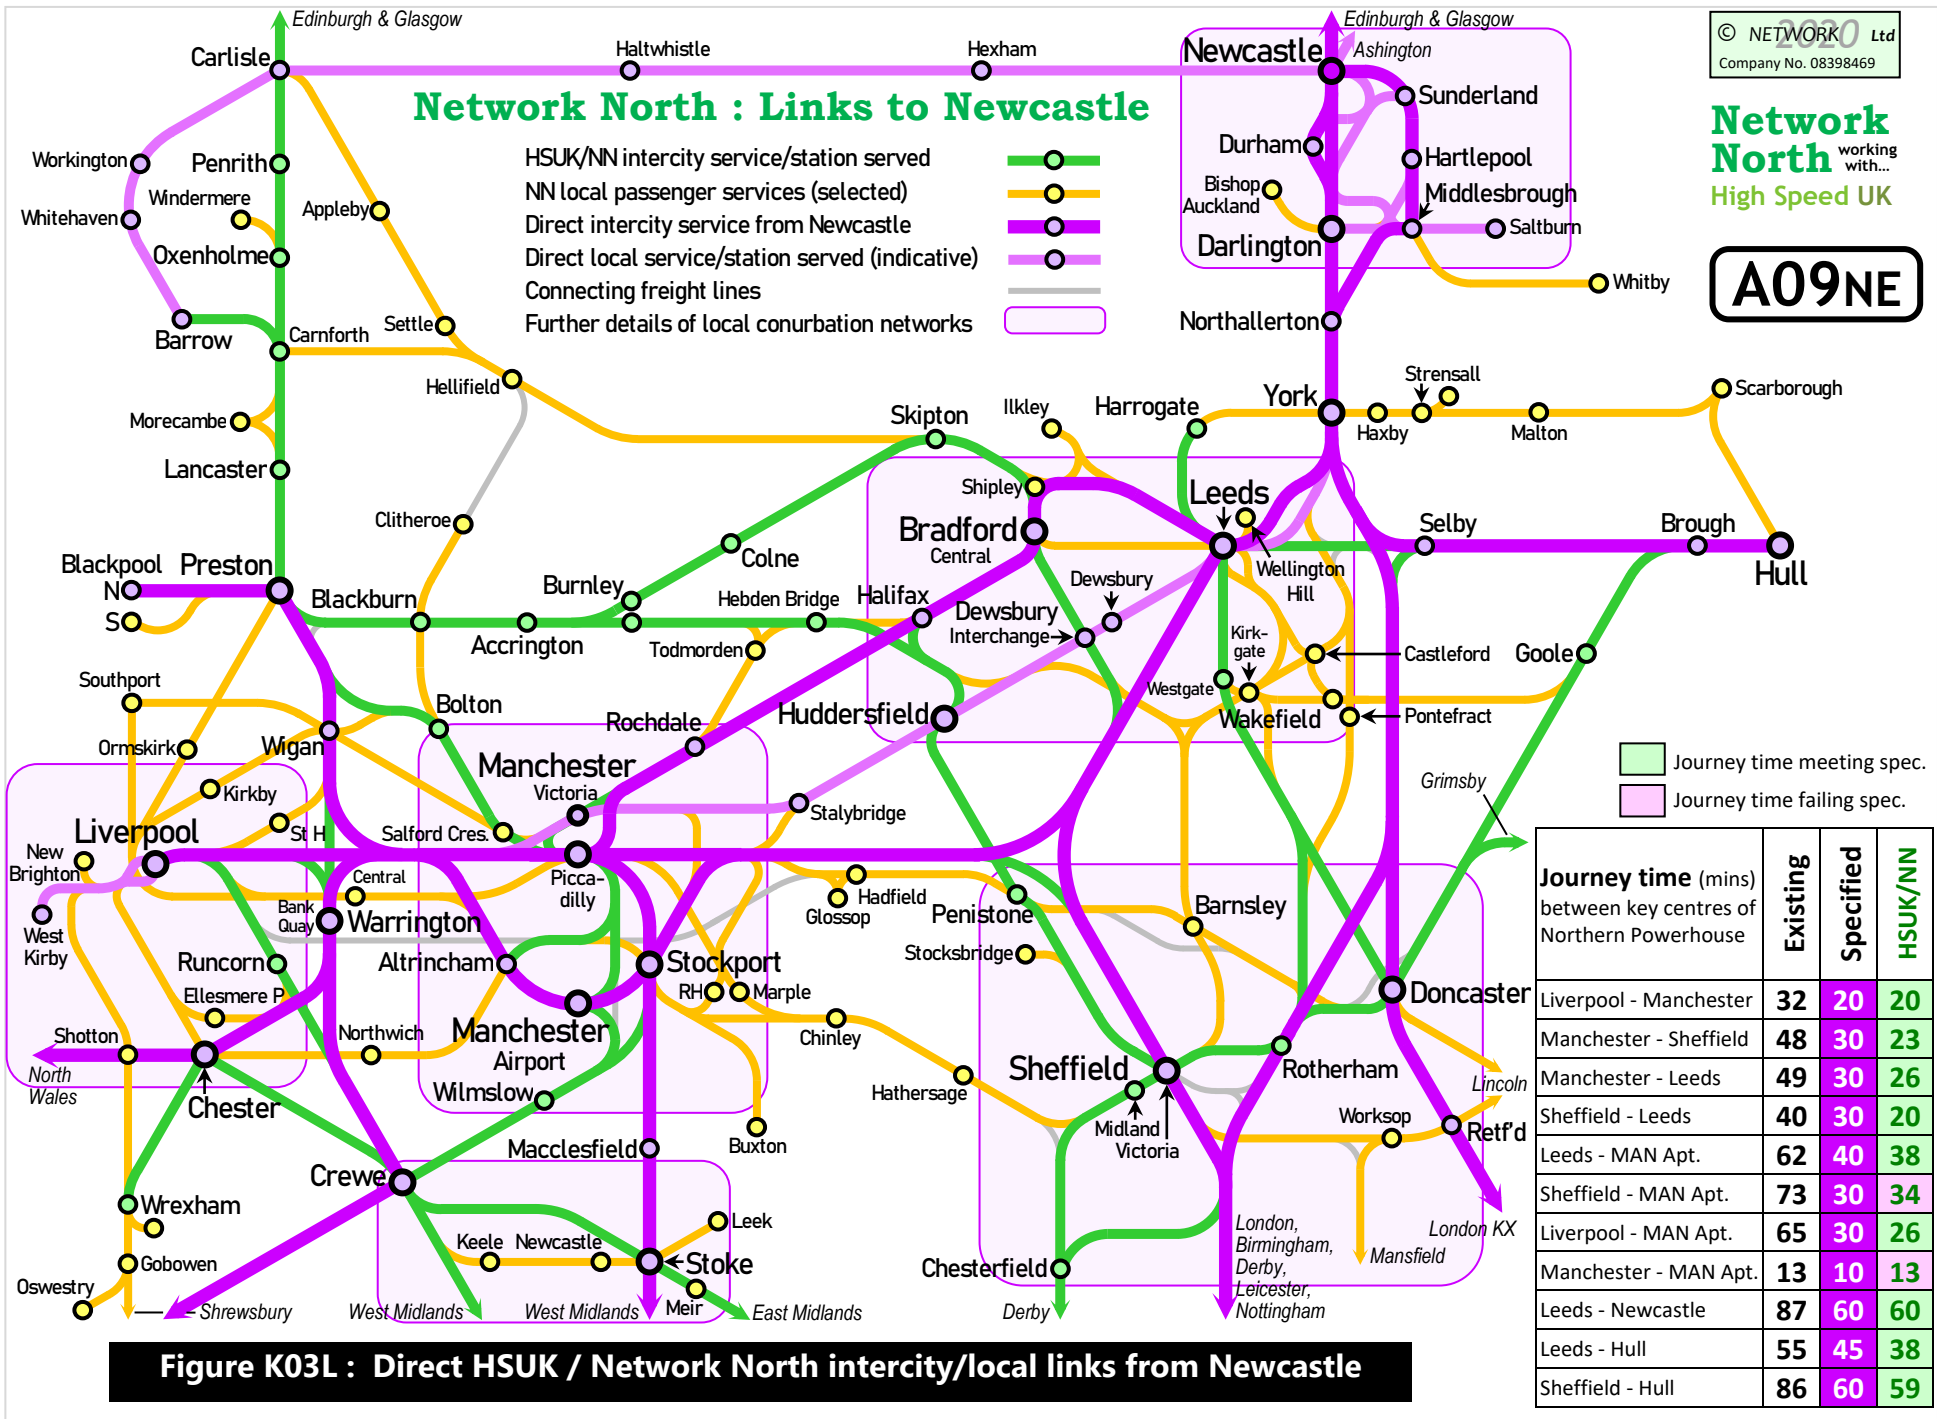 Edinburgh & Glasgow
Edinburgh & Glasgow
© NETWORK 2020 Ltd
Company No. 08398469
Carlisle
Haltwhistle
Hexham
Newcastle
Ashington
Network North : Links to Newcastle
Sunderland
Network
North working
with...
High Speed UK
HSUK/NN intercity service/station served
NN local passenger services (selected)
Direct intercity service from Newcastle
Direct local service/station served (indicative)
Connecting freight lines
Further details of local conurbation networks
Workington
Penrith
Windermere
Whitehaven
Appleby
Oxenholme
Durham
Hartlepool
Bishop
Auckland
Middlesbrough
Darlington
Saltburn
Whitby
A09NE
Barrow
Carnforth
Settle
Northallerton
Hellifield
Morecambe
Lancaster
Skipton
Ilkley
Harrogate
York
Strensall
Haxby
Malton
Scarborough
Clitheroe
Shipley
Leeds
Bradford
Central
Selby
Brough
Hull
Blackpool
N
S
Preston
Blackburn
Burnley
Colne
Accrington
Hebden Bridge
Todmorden
Halifax
Dewsbury
Dewsbury
Interchange
Wellington
Hill
Kirk-
gate
Castleford
Goole
Westgate
Wakefield
Pontefract
Southport
Bolton
Rochdale
Huddersfield
Ormskirk
Wigan
Manchester
Victoria
Kirkby
St H
Salford Cres.
Stalybridge
Grimsby
Journey time meeting spec.
Journey time failing spec.
Liverpool
New
Brighton
Central
Picca-
dilly
Glossop
Hadfield
Penistone
Barnsley
West
Kirby
Bank
Quay
Warrington
Runcorn
Altrincham
Stockport
Stocksbridge
RH
Marple
Ellesmere P
Doncaster
Shotton
Northwich
Manchester
Airport
Chinley
North
Wales
Chester
Wilmslow
Hathersage
Sheffield
Rotherham
Lincoln
Midland
Victoria
Worksop
Retf'd
Buxton
Macclesfield
Crewe
Wrexham
Leek
Keele
Newcastle
Stoke
Meir
Gobowen
Oswestry
Shrewsbury
West Midlands
West Midlands
East Midlands
Chesterfield
Derby
London,
Birmingham,
Derby,
Leicester,
Nottingham
Mansfield
London KX
Journey time (mins)
between key centres of
Northern Powerhouse
Existing Specified HSUK/NN
Liverpool - Manchester 32 20 20
Manchester - Sheffield 48 30 23
Manchester - Leeds 49 30 26
Sheffield - Leeds 40 30 20
Leeds - MAN Apt. 62 40 38
Sheffield - MAN Apt. 73 30 34
Liverpool - MAN Apt. 65 30 26
Manchester - MAN Apt. 13 10 13
Leeds - Newcastle 87 60 60
Leeds - Hull 55 45 38
Sheffield - Hull 86 60 59
Figure K03L : Direct HSUK / Network North intercity/local links from Newcastle